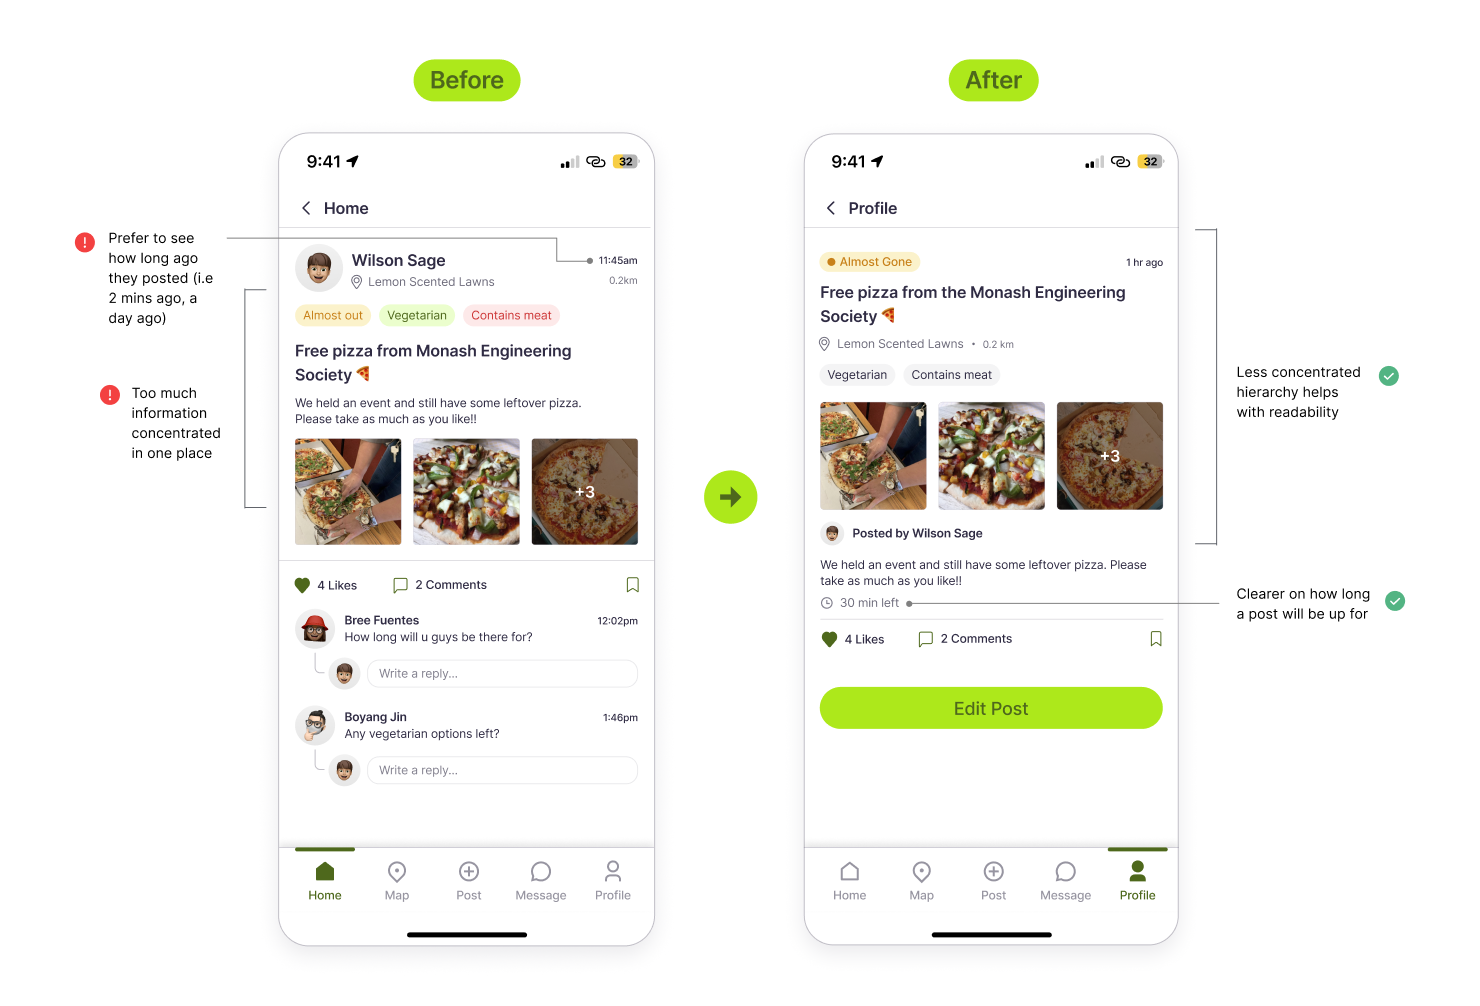 Before
After
Prefer to see
how long ago
they posted (i.e
2 mins ago, a
day ago)
Too much
information
concentrated
in one place
9:41
32
Home
Wilson Sage
11:45am
Lemon Scented Lawns
0.2km
Almost out
Vegetarian
Contains meat
Free pizza from Monash Engineering
Society
We held an event and still have some leftover pizza.
Please take as much as you like!!
+3
4 Likes
2 Comments
Bree Fuentes
12:02pm
How long will u guys be there for?
Write a reply...
Boyang Jin
1:46pm
Any vegetarian options left?
Write a reply...
Home
Map
Post
Message
Profile
9:41
32
Profile
Almost Gone
1 hr ago
Free pizza from the Monash Engineering
Society
Lemon Scented Lawns • 0.2 km
Vegetarian
Contains meat
+3
Posted by Wilson Sage
We held an event and still have some leftover pizza. Please
take as much as you like!!
30 min left
4 Likes
2 Comments
Edit Post
Home
Map
Post
Message
Profile
Less concentrated
hierarchy helps
with readability
Clearer on how long
a post will be up for